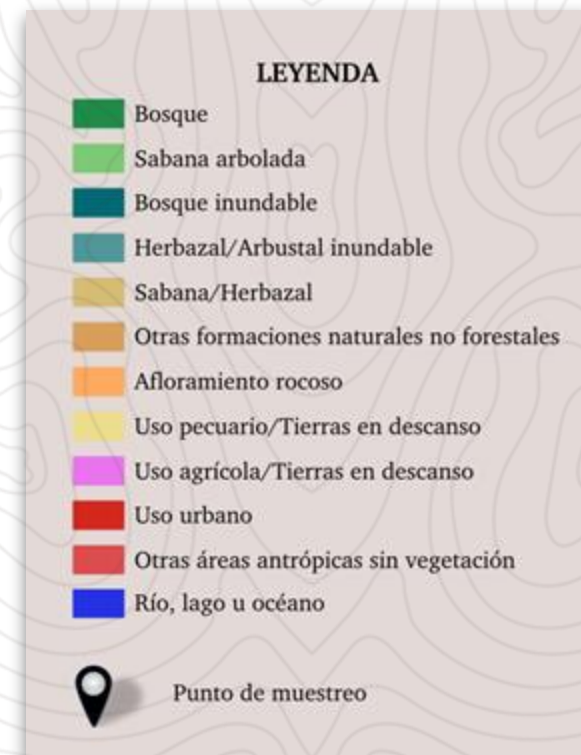 LEYENDA
Bosque
Sabana arbolada
Bosque inundable
Herbazal/Arbustal inundable
Sabana/Herbazal
Otras formaciones naturales no forestales
Afloramiento rocoso
Uso pecuario/Tierras en descanso
Uso agrícola/Tierras en descanso
Uso urbano
Otras áreas antrópicas sin vegetación
Río, lago u océano
Punto de muestreo